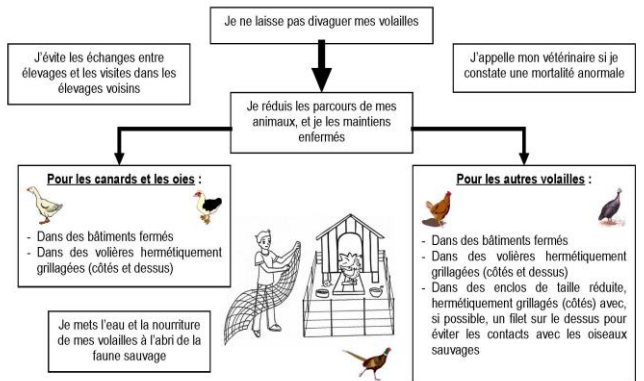 Je ne laisse pas divaguer mes volailles
J'évite les échanges entre
élevages et les visites dans les
élevages voisins
J'appelle mon vétérinaire si je
constate une mortalité anormale
Je réduis les parcours de mes
animaux, et je les maintiens
enfermés
Pour les canards et les oies :
- Dans des bâtiments fermés
- Dans des volières hermétiquement
grillagées (côtés et dessus)
Pour les autres volailles :
- Dans des bâtiments fermés
- Dans des volières hermétiquement
grillagées (côtés et dessus)
- Dans des enclos de taille réduite,
hermétiquement grillagés (côtés) avec,
si possible, un filet sur le dessus pour
éviter les contacts avec les oiseaux
sauvages
Je mets l'eau et la nourriture
de mes volailles à l'abri de la
faune sauvage